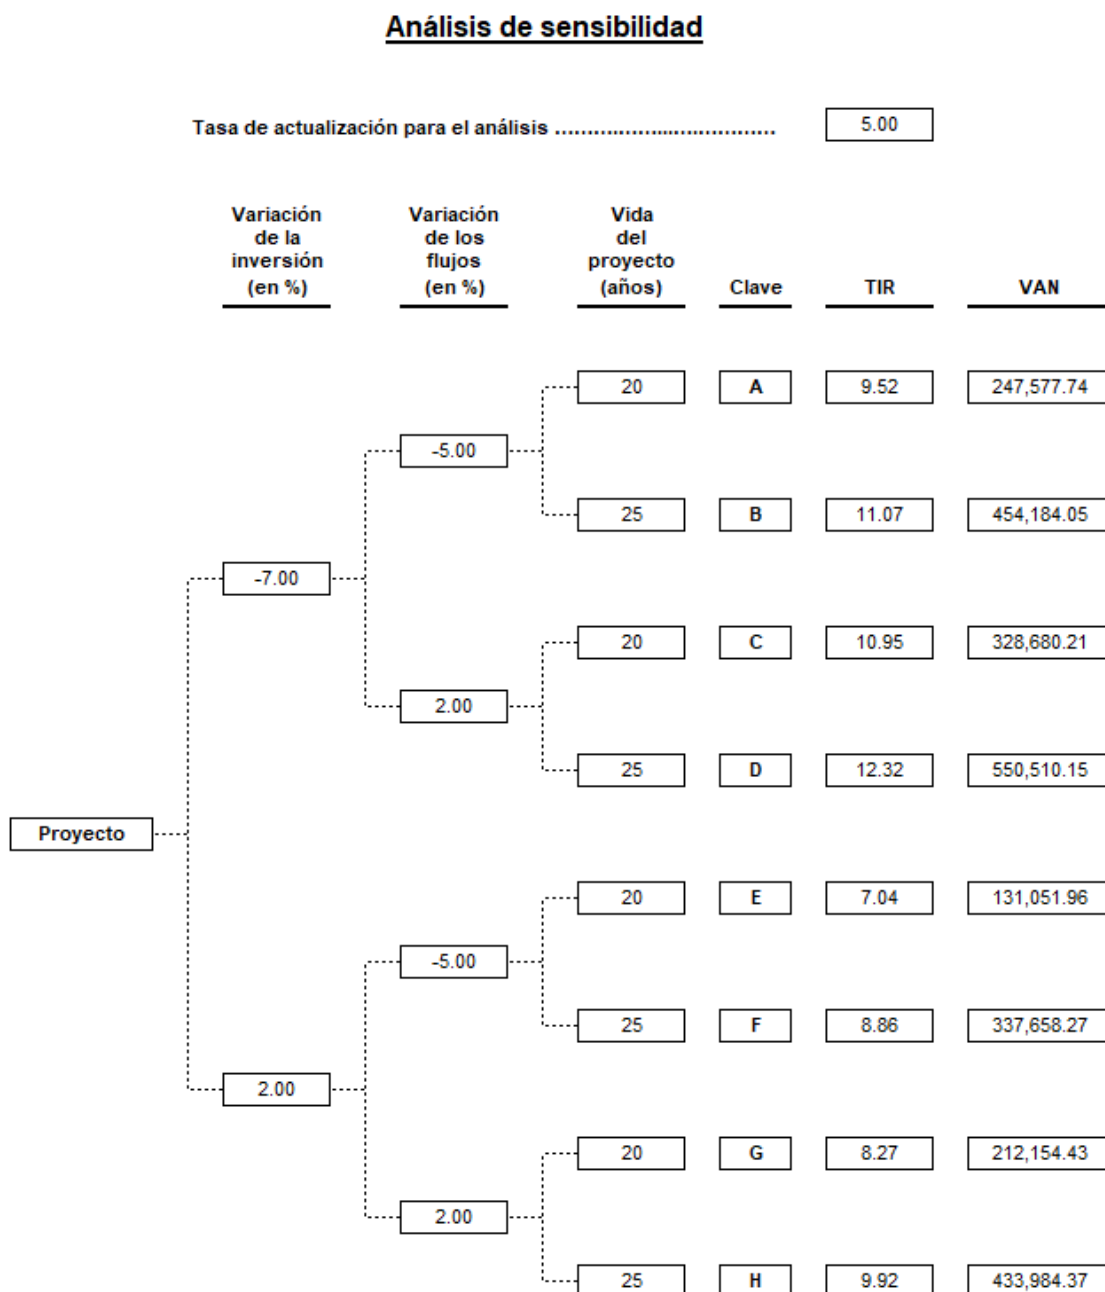 Análisis de sensibilidad
Tasa de actualización para el análisis ................................. 5.00
Variación de la inversión (en %)
Variación de los flujos (en %)
Vida del proyecto (años)
Clave
TIR
VAN
20 A 9.52 247,577.74
-5.00
25 B 11.07 454,184.05
-7.00
20 C 10.95 328,680.21
2.00
25 D 12.32 550,510.15
Proyecto
20 E 7.04 131,051.96
-5.00
25 F 8.86 337,658.27
2.00
20 G 8.27 212,154.43
2.00
25 H 9.92 433,984.37